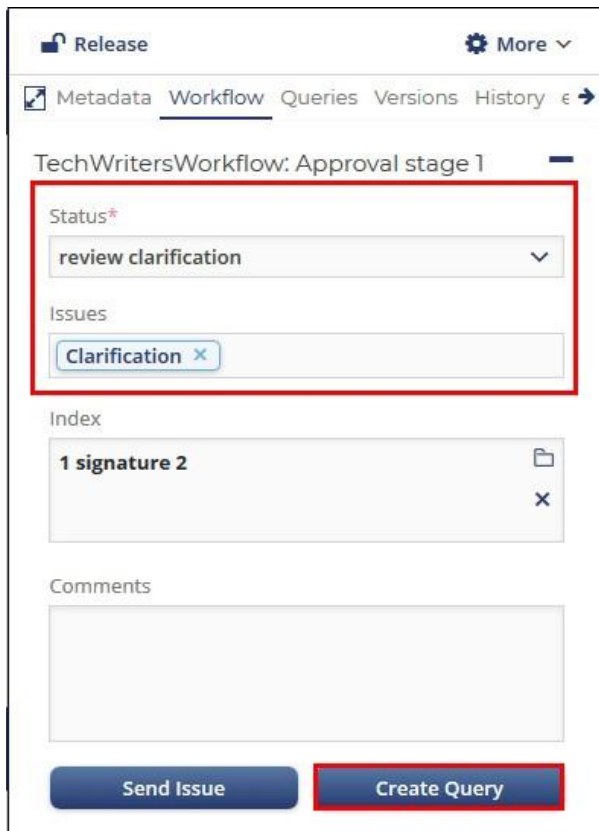 Release More
Metadata Workflow Queries Versions History e
TechWritersWorkflow: Approval stage 1
Status*
review clarification
Issues
Clarification ×
Index
1 signature 2
Comments
Send Issue Create Query